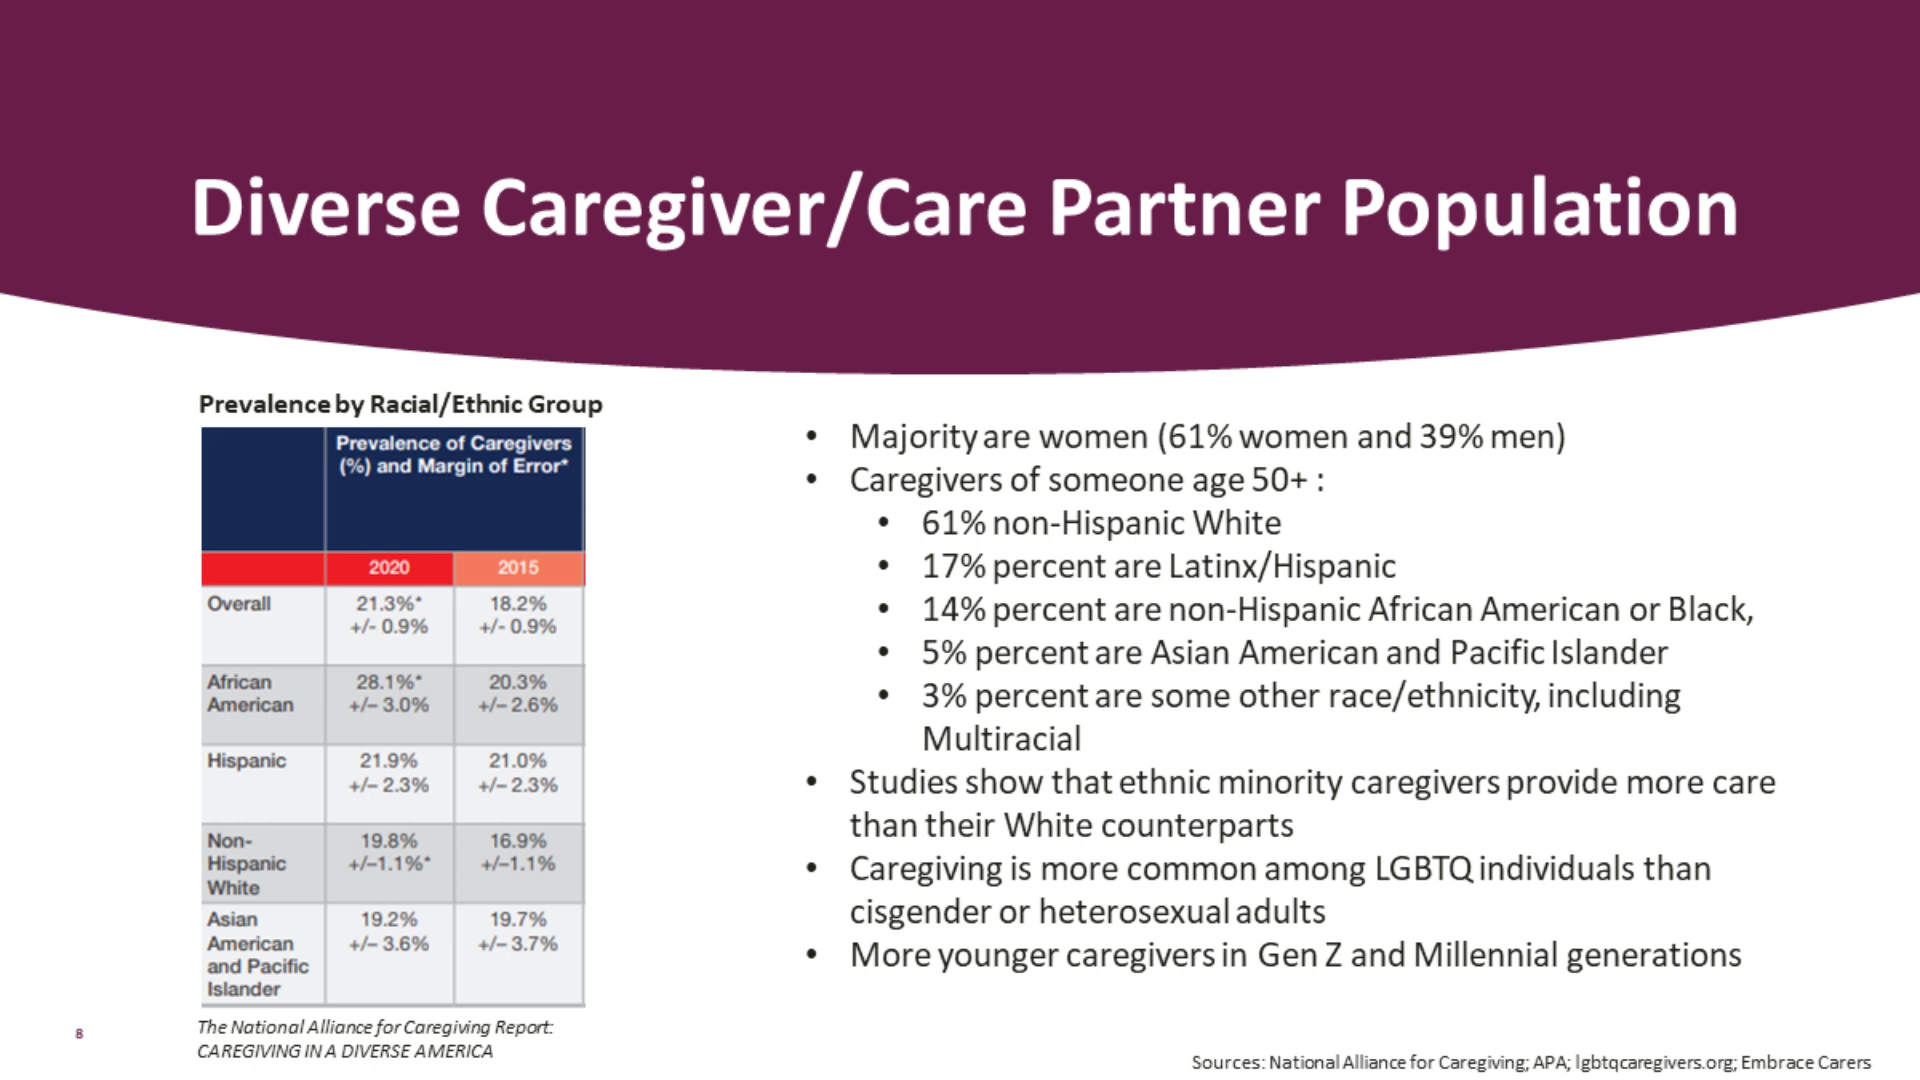 Diverse Caregiver/Care Partner Population
Prevalence by Racial/Ethnic Group
Prevalence of Caregivers
(%) and Margin of Error*
2020 2015
Overall 21.3%* 18.2%
+/- 0.9% +/- 0.9%
African 28.1%* 20.3%
American +/– 3.0% +/– 2.6%
Hispanic 21.9% 21.0%
+/– 2.3% +/– 2.3%
Non- 19.8% 16.9%
Hispanic +/–1.1%* +/–1.1%
White
Asian 19.2% 19.7%
American +/– 3.6% +/– 3.7%
and Pacific
Islander
The National Alliance for Caregiving Report:
CAREGIVING IN A DIVERSE AMERICA
• Majority are women (61% women and 39% men)
• Caregivers of someone age 50+ :
• 61% non-Hispanic White
• 17% percent are Latinx/Hispanic
• 14% percent are non-Hispanic African American or Black,
• 5% percent are Asian American and Pacific Islander
• 3% percent are some other race/ethnicity, including
Multiracial
• Studies show that ethnic minority caregivers provide more care
than their White counterparts
• Caregiving is more common among LGBTQ individuals than
cisgender or heterosexual adults
• More younger caregivers in Gen Z and Millennial generations
8
Sources: National Alliance for Caregiving; APA; lgbtqcaregivers.org; Embrace Carers